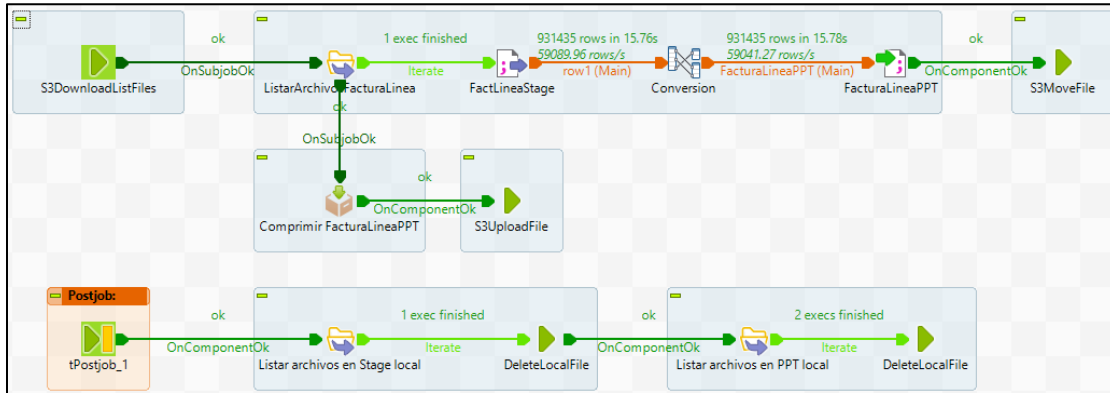 ok
1 exec finished
931435 rows in 15.76s
931435 rows in 15.78s
ok
59089.96 rows/s
59041.27 rows/s
OnSubjobOk
Iterate
row1 (Main)
FacturaLineaPPT (Main)
OnComponentOk
S3DownloadListFiles
ListarArchivoFacturaLinea
FactLineaStage
Conversion
FacturaLineaPPT
S3MoveFile
ok
OnSubjobOk
ok
OnComponentOk
Comprimir FacturaLineaPPT
S3UploadFile
Postjob:
ok
1 exec finished
ok
2 execs finished
OnComponentOk
Iterate
OnComponentOk
Iterate
tPostjob_1
Listar archivos en Stage local
DeleteLocalFile
Listar archivos en PPT local
DeleteLocalFile